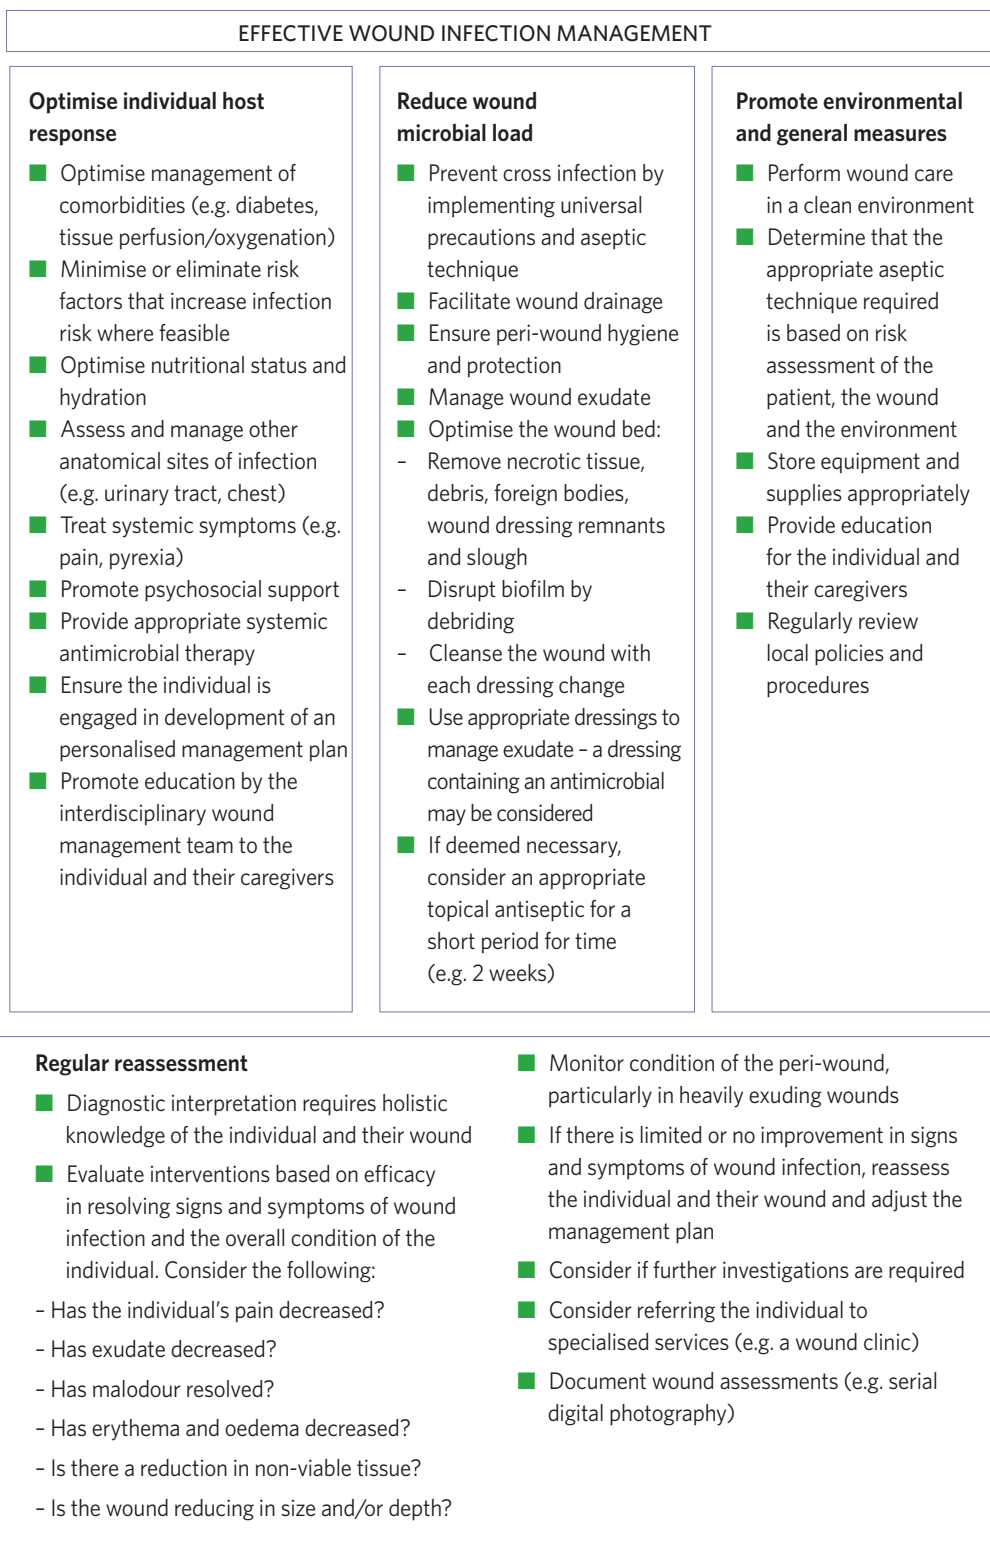 EFFECTIVE WOUND INFECTION MANAGEMENT
Optimise individual host
response
■ Optimise management of
comorbidities (e.g. diabetes,
tissue perfusion/oxygenation)
■ Minimise or eliminate risk
factors that increase infection
risk where feasible
■ Optimise nutritional status and
hydration
■ Assess and manage other
anatomical sites of infection
(e.g. urinary tract, chest)
■ Treat systemic symptoms (e.g.
pain, pyrexia)
■ Promote psychosocial support
■ Provide appropriate systemic
antimicrobial therapy
■ Ensure the individual is
engaged in development of an
personalised management plan
■ Promote education by the
interdisciplinary wound
management team to the
individual and their caregivers
Reduce wound
microbial load
■ Prevent cross infection by
implementing universal
precautions and aseptic
technique
■ Facilitate wound drainage
■ Ensure peri-wound hygiene
and protection
■ Manage wound exudate
■ Optimise the wound bed:
– Remove necrotic tissue,
debris, foreign bodies,
wound dressing remnants
and slough
– Disrupt biofilm by
debriding
– Cleanse the wound with
each dressing change
■ Use appropriate dressings to
manage exudate – a dressing
containing an antimicrobial
may be considered
■ If deemed necessary,
consider an appropriate
topical antiseptic for a
short period for time
(e.g. 2 weeks)
Promote environmental
and general measures
■ Perform wound care
in a clean environment
■ Determine that the
appropriate aseptic
technique required
is based on risk
assessment of the
patient, the wound
and the environment
■ Store equipment and
supplies appropriately
■ Provide education
for the individual and
their caregivers
■ Regularly review
local policies and
procedures
Regular reassessment
■ Diagnostic interpretation requires holistic
knowledge of the individual and their wound
■ Evaluate interventions based on efficacy
in resolving signs and symptoms of wound
infection and the overall condition of the
individual. Consider the following:
– Has the individual's pain decreased?
– Has exudate decreased?
– Has malodour resolved?
– Has erythema and oedema decreased?
– Is there a reduction in non-viable tissue?
– Is the wound reducing in size and/or depth?
■ Monitor condition of the peri-wound,
particularly in heavily exuding wounds
■ If there is limited or no improvement in signs
and symptoms of wound infection, reassess
the individual and their wound and adjust the
management plan
■ Consider if further investigations are required
■ Consider referring the individual to
specialised services (e.g. a wound clinic)
■ Document wound assessments (e.g. serial
digital photography)